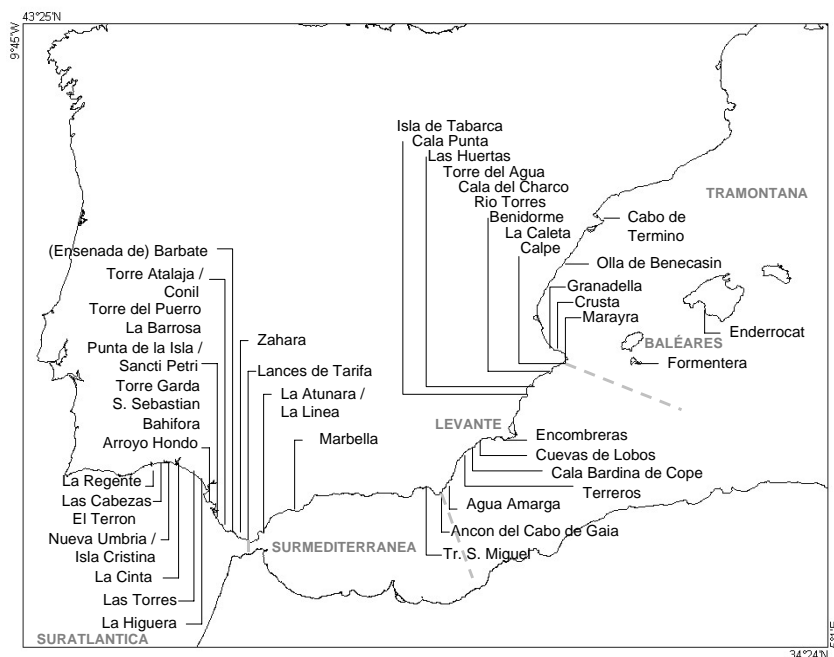 43°25'N
9°45'W
Isla de Tabarca
Cala Punta
Las Huertas
Torre del Agua
Cala del Charco
Rio Torres
Benidorme
La Caleta
Calpe
TRAMONTANA
Cabo de
Termino
Olla de Benecasin
Granadella
Crusta
Marayra
BALÉARES
Enderrocat
Formentera
(Ensenada de) Barbate
Torre Atalaja /
Conil
Torre del Puerro
La Barrosa
Punta de la Isla /
Sancti Petri
Torre Garda
S. Sebastian
Bahifora
Arroyo Hondo
Zahara
Lances de Tarifa
La Atunara /
La Linea
Marbella
LEVANTE
Encombreras
Cuevas de Lobos
Cala Bardina de Cope
Terreros
Agua Amarga
Ancon del Cabo de Gaia
Tr. S. Miguel
SURMEDITERRANEA
La Regente
Las Cabezas
El Terron
Nueva Umbria /
Isla Cristina
La Cinta
Las Torres
La Higuera
SURATLANTICA
34°24'N